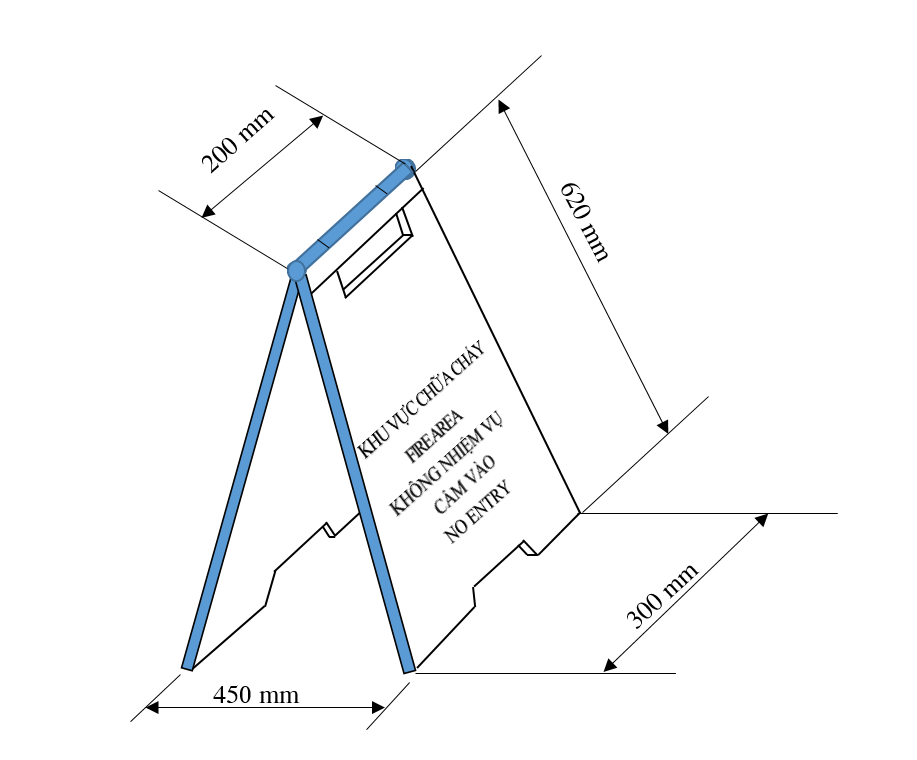 200 mm
620 mm
KHU VỰC CHỮA CHÁY
FIREAREA
KHÔNG NHIỆM VỤ
CẤM VÀO
NO ENTRY
300 mm
450 mm